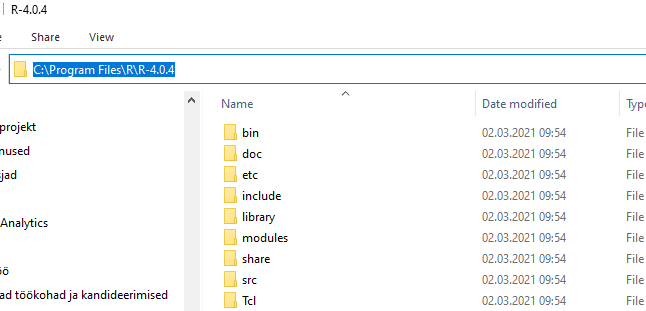 R-4.0.4
Share View
C:\Program Files\R\R-4.0.4
Name Date modified
projekt
bin 02.03.2021 09:54 File
nused
doc 02.03.2021 09:54 File
jad
etc 02.03.2021 09:54 File
include 02.03.2021 09:54 File
library 02.03.2021 09:54 File
Analytics
modules 02.03.2021 09:54 File
share 02.03.2021 09:54 File
öö
src 02.03.2021 09:54 File
ad töökohad ja kandideerimised
Tcl 02.03.2021 09:54 File